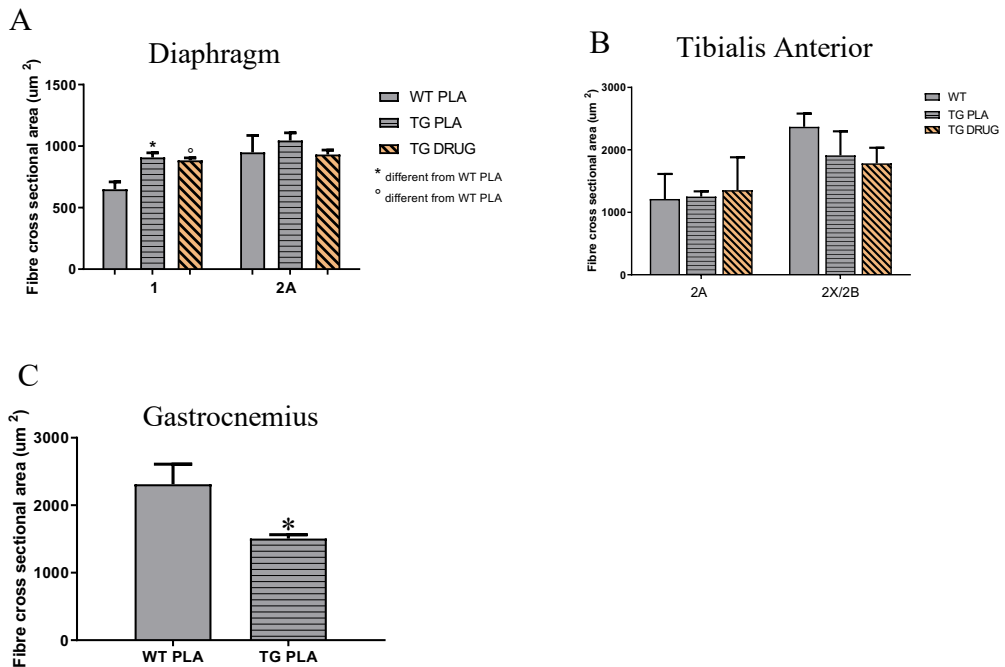 A
Diaphragm
Fibre cross sectional area (um ²)
1500
1000
500
0
*
°
1
2A
WT PLA
TG PLA
TG DRUG
* different from WT PLA
° different from WT PLA
B
Tibialis Anterior
Fibre cross sectional area (um ²)
3000
2000
1000
0
2A
2X/2B
WT
TG PLA
TG DRUG
C
Gastrocnemius
Fibre cross sectional area (um ²)
3000
2000
1000
0
*
WT PLA
TG PLA